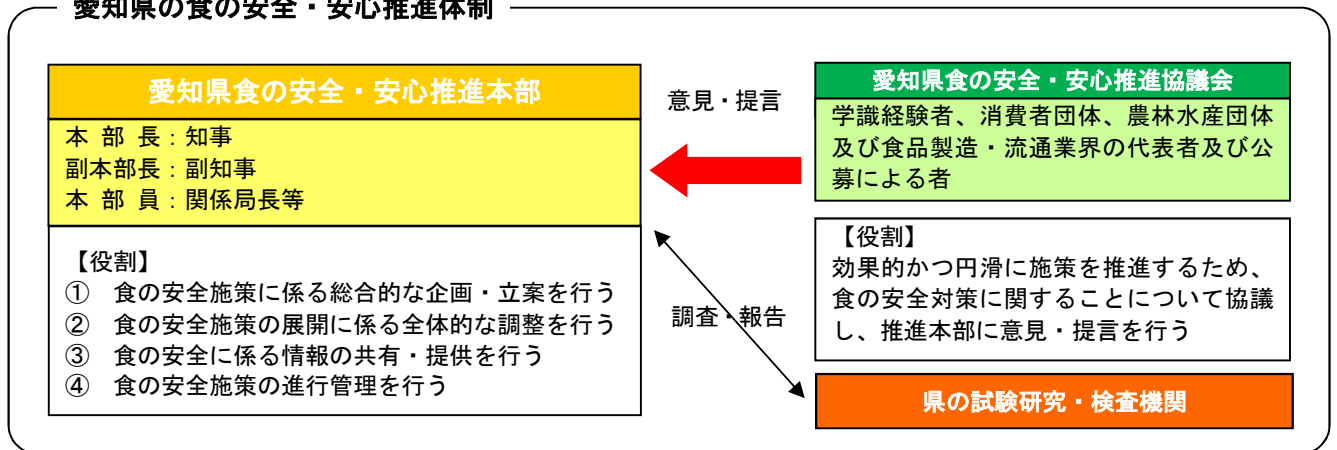 愛知県の食の安全・安心推進体制
愛知県食の安全・安心推進本部
本 部 長：知事
副本部長：副知事
本 部 員：関係局長等
【役割】
① 食の安全施策に係る総合的な企画・立案を行う
② 食の安全施策の展開に係る全体的な調整を行う
③ 食の安全に係る情報の共有・提供を行う
④ 食の安全施策の進行管理を行う
意見・提言
調査・報告
愛知県食の安全・安心推進協議会
学識経験者、消費者団体、農林水産団体
及び食品製造・流通業界の代表者及び公
募による者
【役割】
効果的かつ円滑に施策を推進するため、
食の安全対策に関することについて協議
し、推進本部に意見・提言を行う
県の試験研究・検査機関